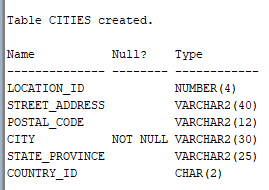 Table CITIES created.
Name Null? Type
-------------- -------- ------------
LOCATION_ID NUMBER(4)
STREET_ADDRESS VARCHAR2(40)
POSTAL_CODE VARCHAR2(12)
CITY NOT NULL VARCHAR2(30)
STATE_PROVINCE VARCHAR2(25)
COUNTRY_ID CHAR(2)